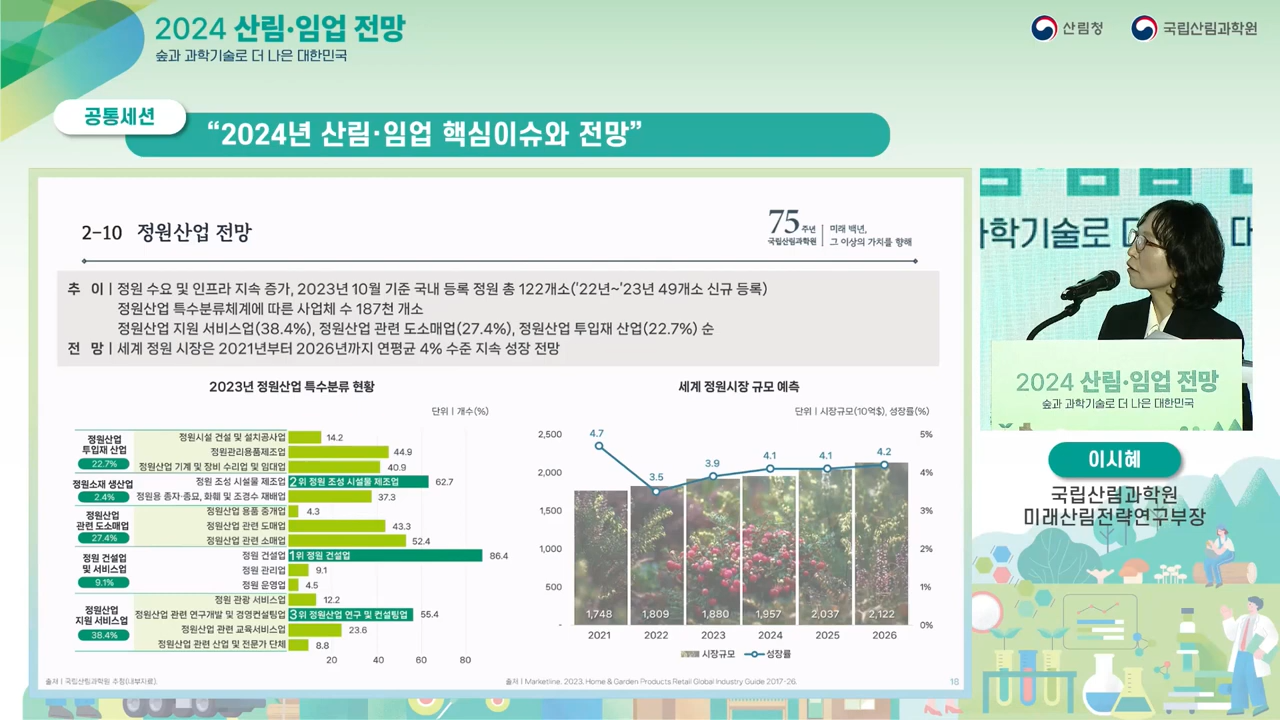 2024 산림·임업 전망
숲과 과학기술로 더 나은 대한민국
산림청
국립산림과학원
공통세션
“2024년 산림·임업 핵심이슈와 전망”
2-10 정원산업 전망
75주년
국립산림과학원
미래 백년,
그 이상의 가치를 향해
추 이 | 정원 수요 및 인프라 지속 증가, 2023년 10월 기준 국내 등록 정원 총 122개소('22년~'23년 49개소 신규 등록)
정원산업 특수분류체계에 따른 사업체 수 187천 개소
정원산업 지원 서비스업(38.4%), 정원산업 관련 도소매업(27.4%), 정원산업 투입재 산업(22.7%) 순
전 망 | 세계 정원 시장은 2021년부터 2026년까지 연평균 4% 수준 지속 성장 전망
2023년 정원산업 특수분류 현황
단위 | 개수(%)
정원산업
투입재 산업
22.7%
정원시설 건설 및 설치공사업 14.2
정원관리용품제조업 44.9
정원산업 기계 및 장비 수리업 및 임대업 40.9
정원소재 생산업
2.4%
정원 조성 시설물 제조업 2위 정원 조성 시설물 제조업 62.7
정원용 종자·종묘, 화훼 및 조경수 재배업 37.3
정원산업
관련 도소매업
27.4%
정원산업 용품 중개업 4.3
정원산업 관련 도매업 43.3
정원산업 관련 소매업 52.4
정원 건설업
및 서비스업
9.1%
정원 건설업 1위 정원 건설업 86.4
정원 관리업 9.1
정원 운영업 4.5
정원산업
지원 서비스업
38.4%
정원 관광 서비스업 12.2
정원산업 관련 연구개발 및 경영컨설팅업 3위 정원산업 연구 및 컨설팅업 55.4
정원산업 관련 교육서비스업 23.6
정원산업 관련 산업 및 전문가 단체 8.8
20 40 60 80
출처 | 국립산림과학원 추정(내부자료).
세계 정원시장 규모 예측
단위 | 시장규모(10억$), 성장률(%)
2,500
2,000
1,500
1,000
500
-
4.7 3.5 3.9 4.1 4.1 4.2
1,748 1,809 1,880 1,957 2,037 2,122
2021 2022 2023 2024 2025 2026
5%
4%
3%
2%
1%
0%
시장규모 성장률
출처 | Marketline. 2023. Home & Garden Products Retail Global Industry Guide 2017-26.
18
과학기술로 더
대한
2024 산림·임업 전망
숲과 과학기술로 더 나은 대한민국
이시혜
국립산림과학원
미래산림전략연구부장